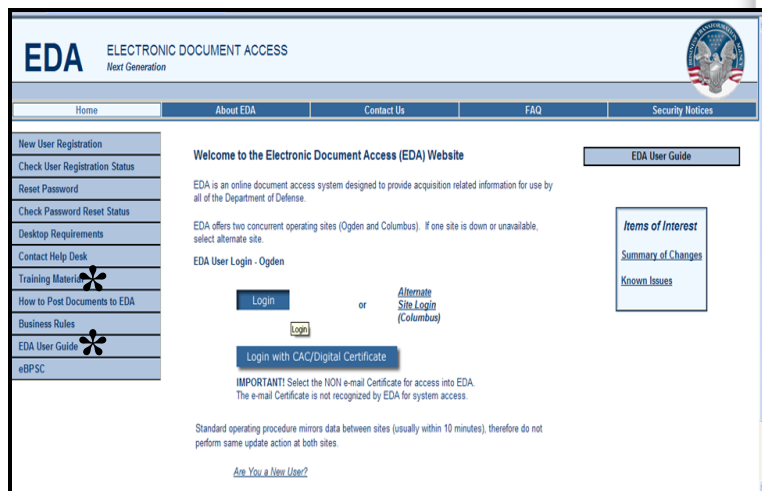 EDA ELECTRONIC DOCUMENT ACCESS
Next Generation
Home About EDA Contact Us FAQ Security Notices
New User Registration
Check User Registration Status
Reset Password
Check Password Reset Status
Desktop Requirements
Contact Help Desk
Training Material
How to Post Documents to EDA
Business Rules
EDA User Guide
eBPSC
Welcome to the Electronic Document Access (EDA) Website
EDA is an online document access system designed to provide acquisition related information for use by
all of the Department of Defense.
EDA offers two concurrent operating sites (Ogden and Columbus). If one site is down or unavailable,
select alternate site.
EDA User Login - Ogden
Login
or
Alternate
Site Login
(Columbus)
Login
Login with CAC/Digital Certificate
IMPORTANT! Select the NON e-mail Certificate for access into EDA.
The e-mail Certificate is not recognized by EDA for system access.
Standard operating procedure mirrors data between sites (usually within 10 minutes), therefore do not
perform same update action at both sites.
Are You a New User?
EDA User Guide
Items of Interest
Summary of Changes
Known Issues